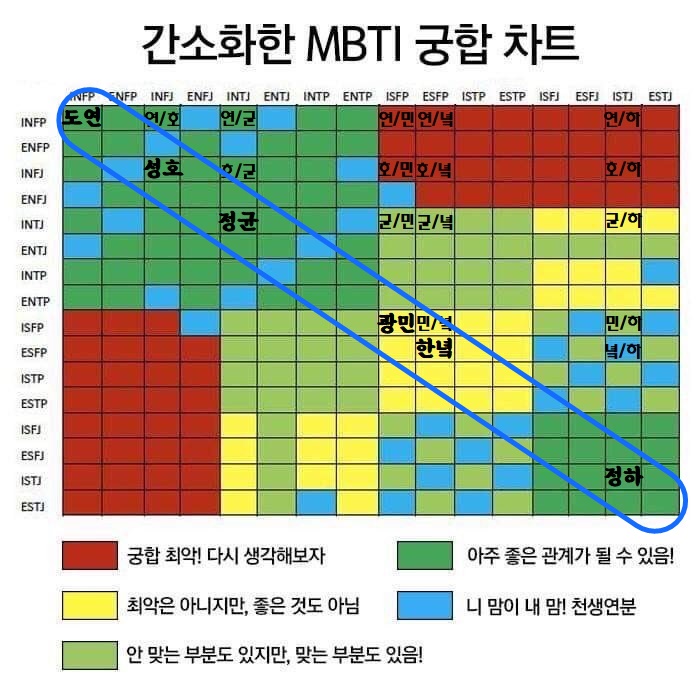 간소화한 MBTI 궁합 차트
INFP ENFP INFJ ENFJ INTJ ENTJ INTP ENTP ISFP ESFP ISTP ESTP ISFJ ESFJ ISTJ ESTJ
INFP 도연 연/호 연/균 연/민 연/녘 연/하
ENFP
INFJ 성호 호/균 호/민 호/녘 호/하
ENFJ
INTJ 정균 균/민 균/녘 균/하
ENTJ
INTP
ENTP
ISFP 광민 민/녘 민/하
ESFP 한녘 녘/하
ISTP
ESTP
ISFJ
ESFJ
ISTJ 정하
ESTJ
궁합 최악! 다시 생각해보자 아주 좋은 관계가 될 수 있음!
최악은 아니지만, 좋은 것도 아님 니 맘이 내 맘! 천생연분
안 맞는 부분도 있지만, 맞는 부분도 있음!